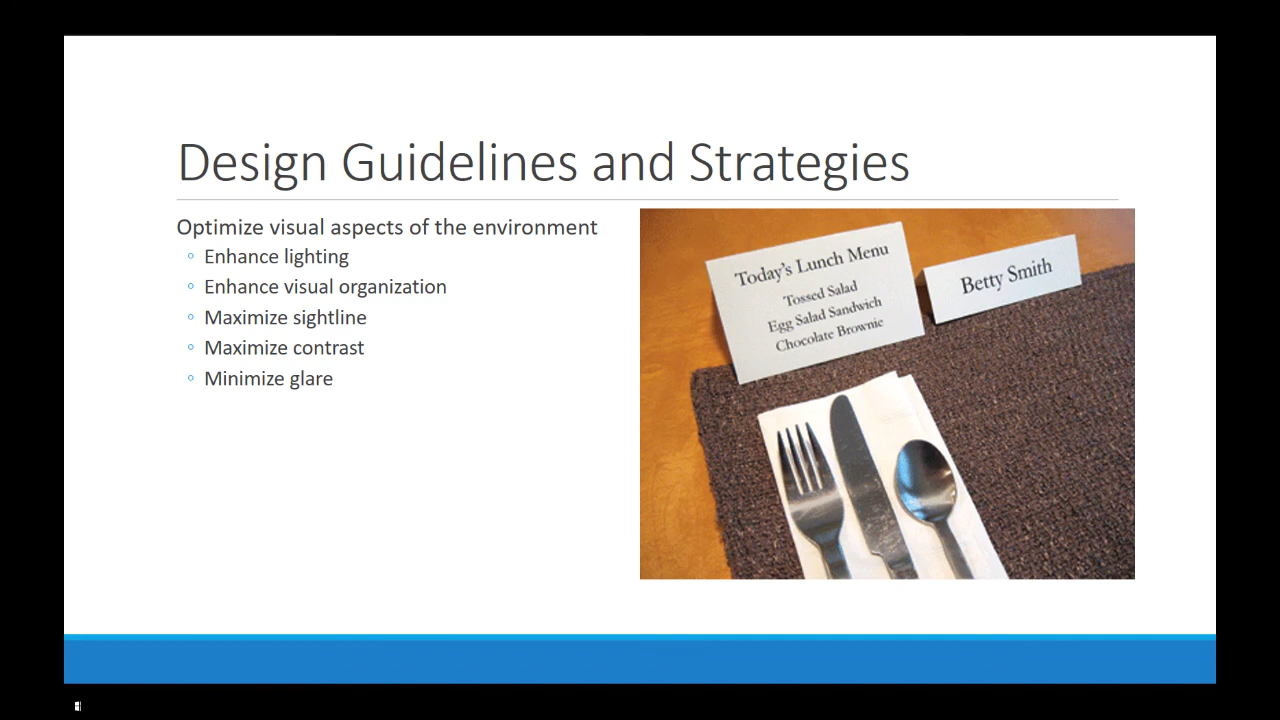 Design Guidelines and Strategies
Optimize visual aspects of the environment
Enhance lighting
Enhance visual organization
Maximize sightline
Maximize contrast
Minimize glare
Today's Lunch Menu
Tossed Salad
Egg Salad Sandwich
Chocolate Brownie
Betty Smith